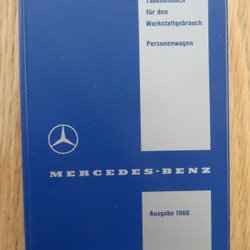 Tabellenbuch
für den
Werkstattgebrauch
Personenwagen
MERCEDES-BENZ
Ausgabe 1960